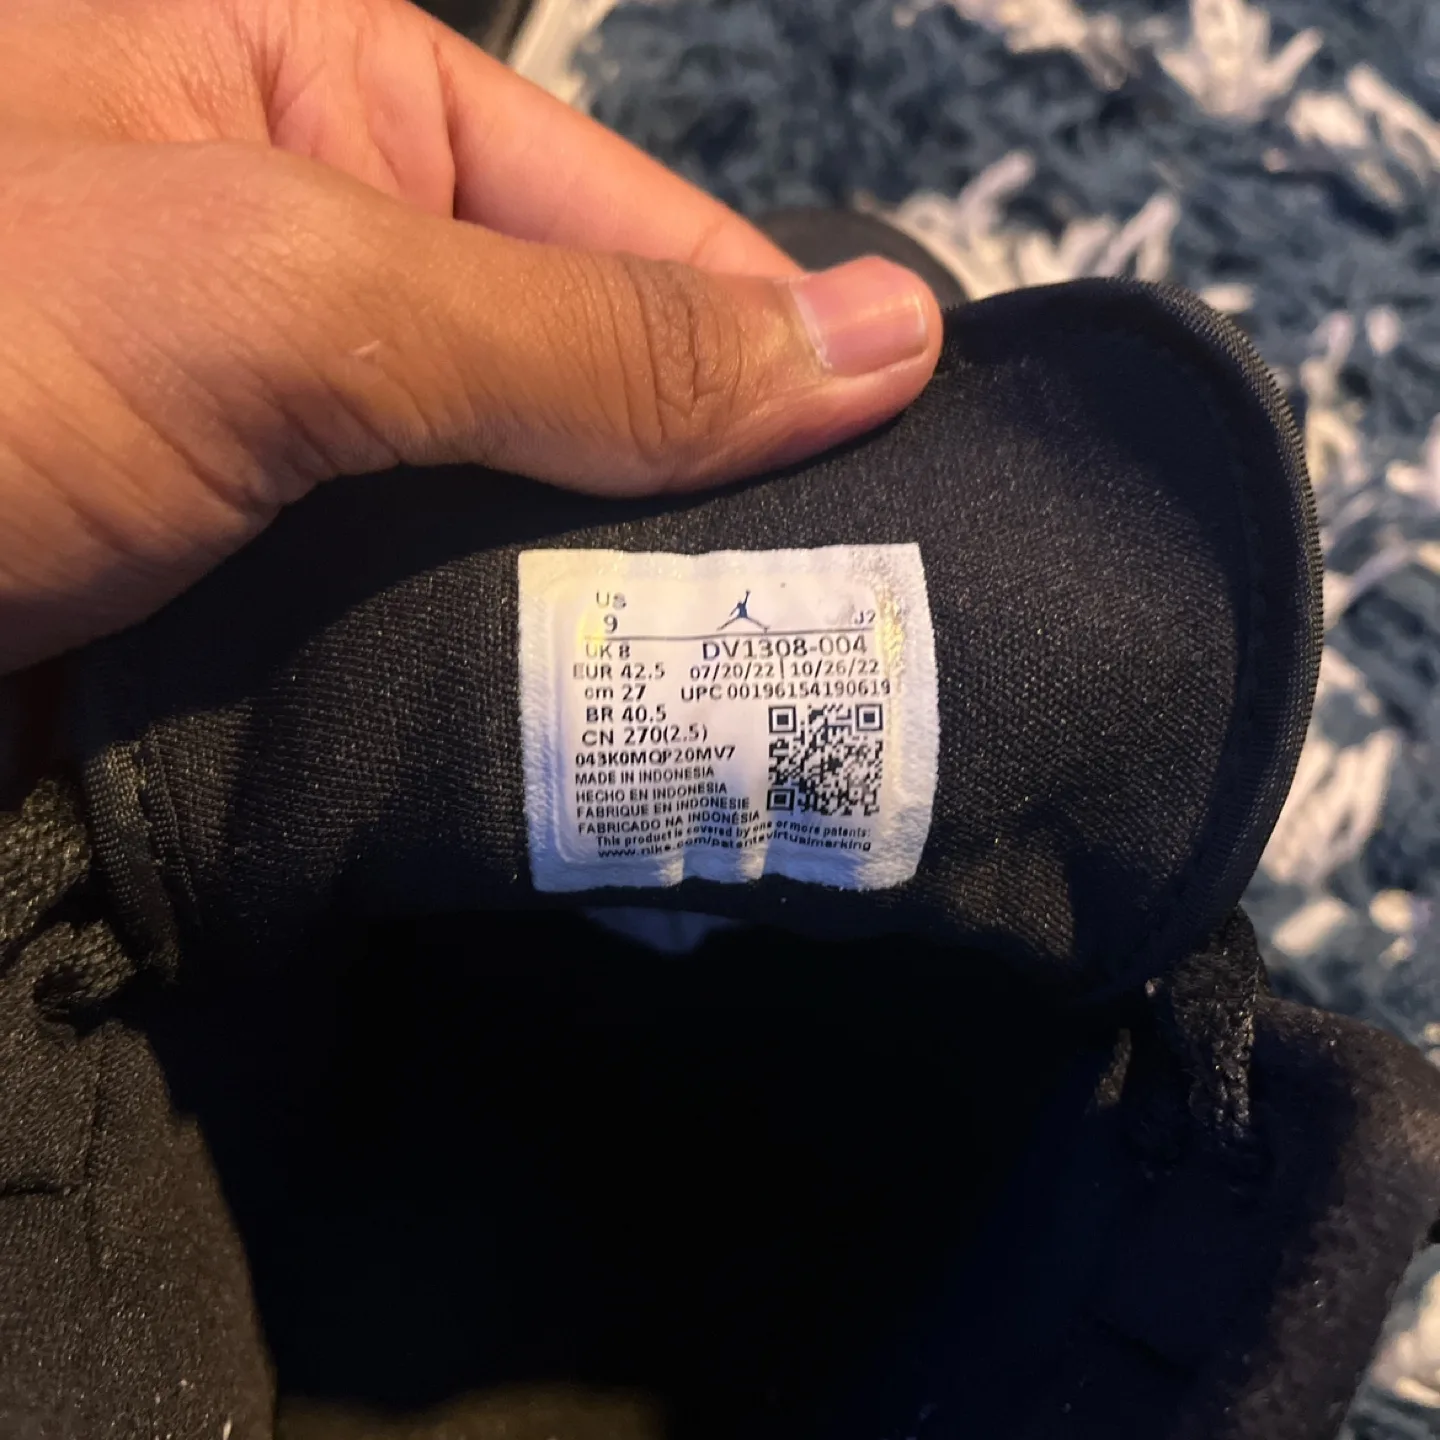 US
9
J2
UK 8
DV1308-004
EUR 42.5
07/20/22 | 10/26/22
cm 27
UPC 00196154190619
BR 40.5
CN 270(2.5)
043K0MQP20MV7
MADE IN INDONESIA
HECHO EN INDONESIA
FABRIQUE EN INDONESIE
FABRICADO NA INDONÉSIA
This product is covered by one or more patents:
www.nike.com/patentsvirtualmarking